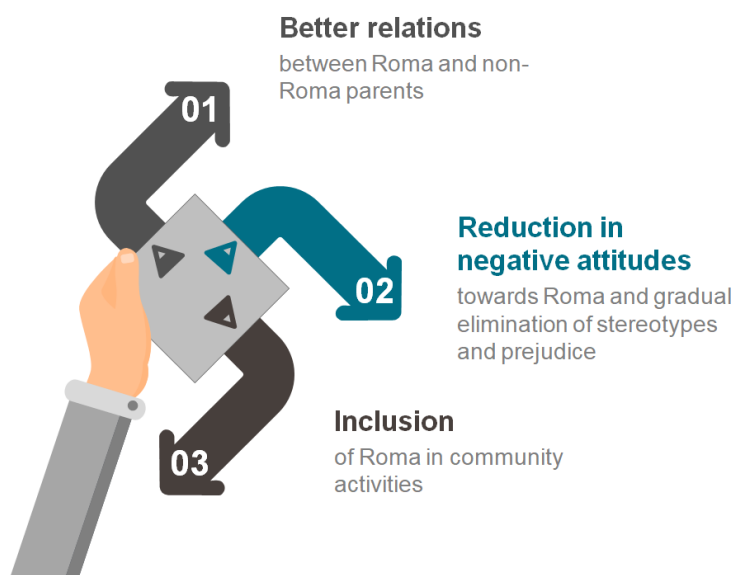 Better relations
between Roma and non-
Roma parents
01
Reduction in
negative attitudes
towards Roma and gradual
elimination of stereotypes
and prejudice
02
Inclusion
of Roma in community
activities
03